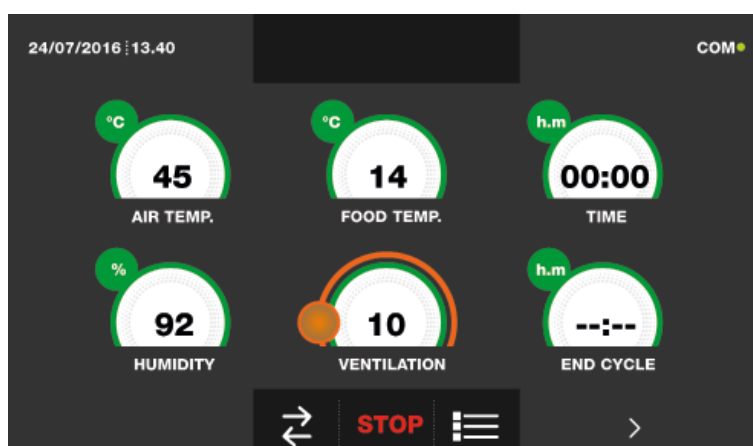 24/07/2016 13.40
COM
°C
45
AIR TEMP.
°C
14
FOOD TEMP.
h.m
00:00
TIME
%
92
HUMIDITY
10
VENTILATION
h.m
--:--
END CYCLE
STOP